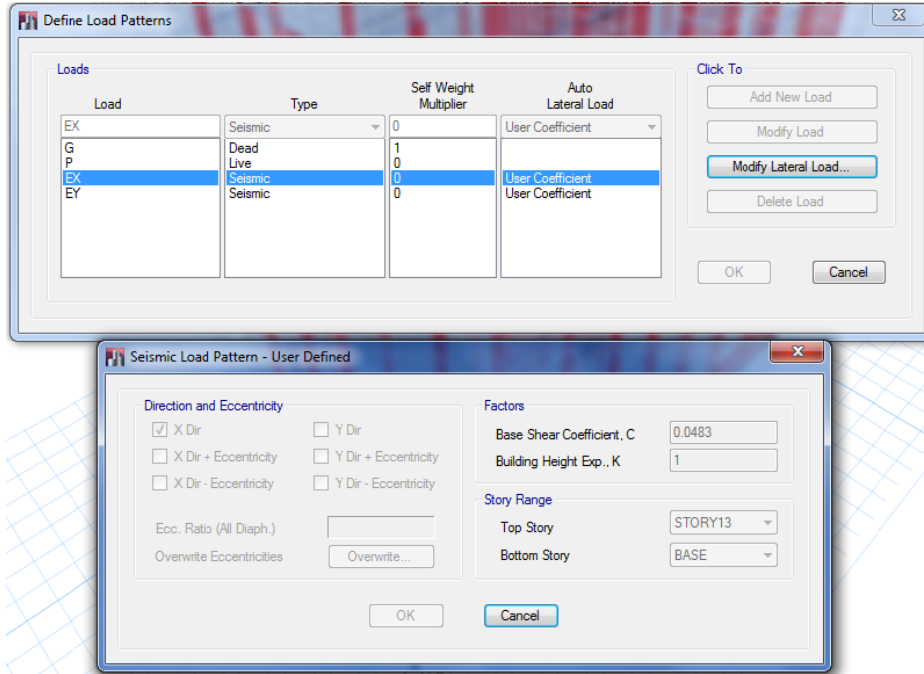 Define Load Patterns
Loads
Click To
Load
Type
Self Weight Multiplier
Auto Lateral Load
EX Seismic 0 User Coefficient
G Dead 1
P Live 0
EX Seismic 0 User Coefficient
EY Seismic 0 User Coefficient
Add New Load
Modify Load
Modify Lateral Load...
Delete Load
OK Cancel
Seismic Load Pattern - User Defined
Direction and Eccentricity
X Dir Y Dir
X Dir + Eccentricity Y Dir + Eccentricity
X Dir - Eccentricity Y Dir - Eccentricity
Ecc. Ratio (All Diaph.)
Overwrite Eccentricities Overwrite...
Factors
Base Shear Coefficient, C 0.0483
Building Height Exp., K 1
Story Range
Top Story STORY13
Bottom Story BASE
OK Cancel